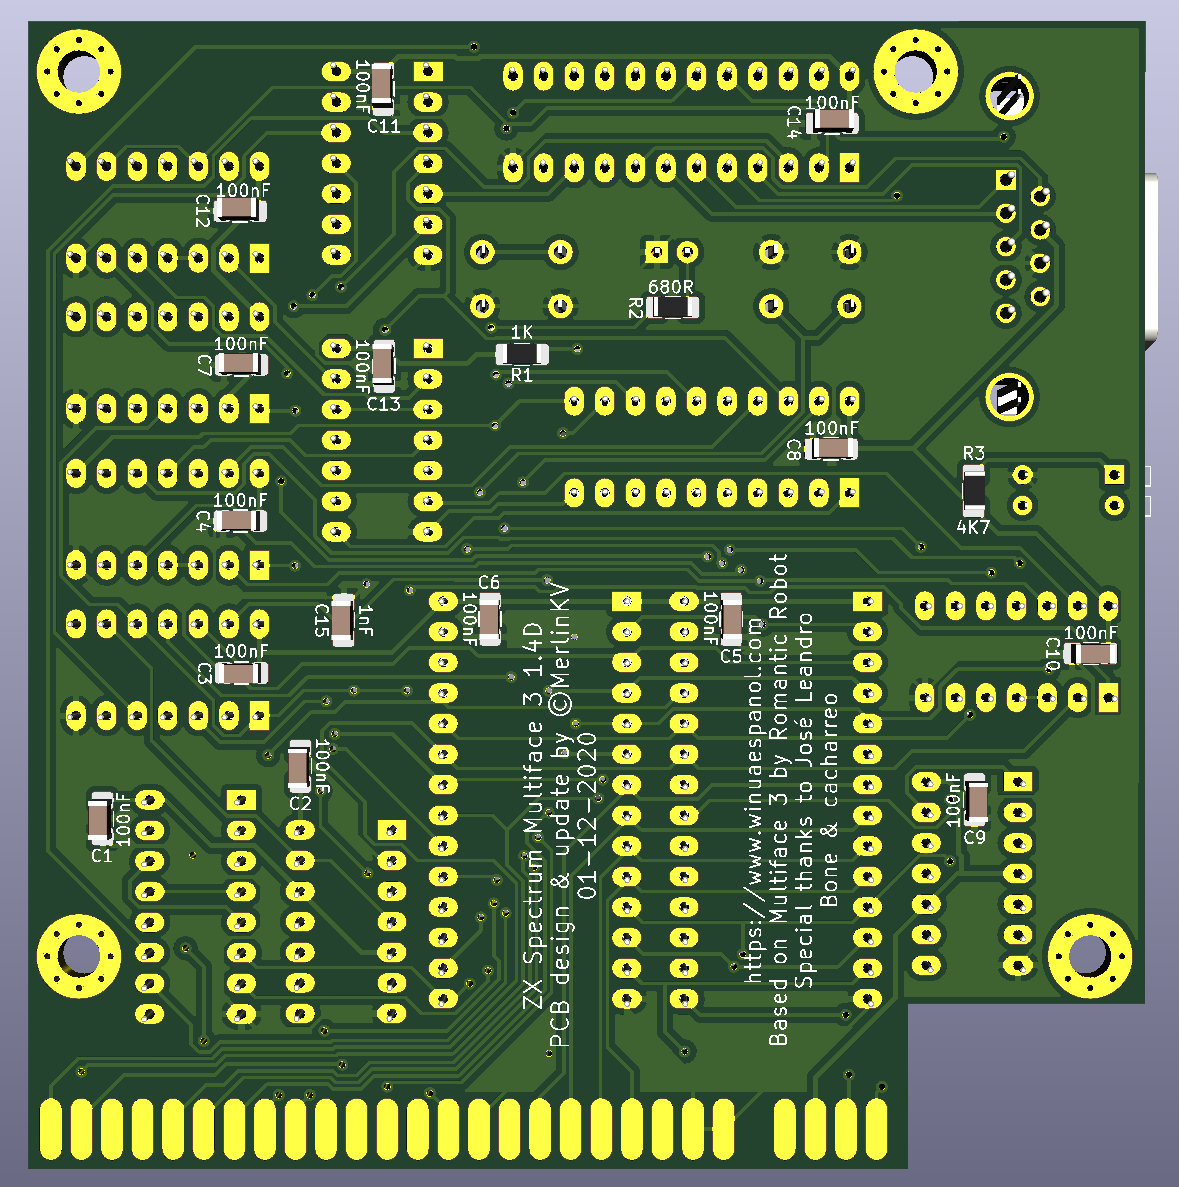 100nF
C11
100nF
C14
100nF
C12
680R
R2
1K
R1
100nF
C7
100nF
C13
100nF
C8
R3
4K7
100nF
C4
C6
100nF
1nF
C15
100nF
C5
100nF
C10
100nF
C3
100nF
C2
100nF
C1
100nF
C9
ZX Spectrum Multiface 3 1.4D
PCB design & update by ©MerlinKV
01-12-2020
https://www.winuaespanol.com
Based on Multiface 3 by Romantic Robot
Special thanks to José Leandro
Bone & cacharreo